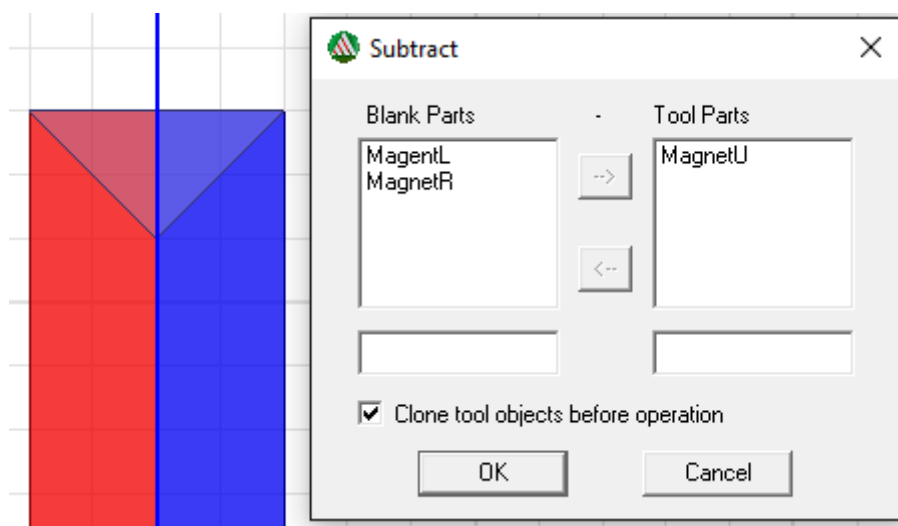 Subtract
Blank Parts - Tool Parts
MagentL
MagnetR
MagnetU
-->
<--
Clone tool objects before operation
OK Cancel